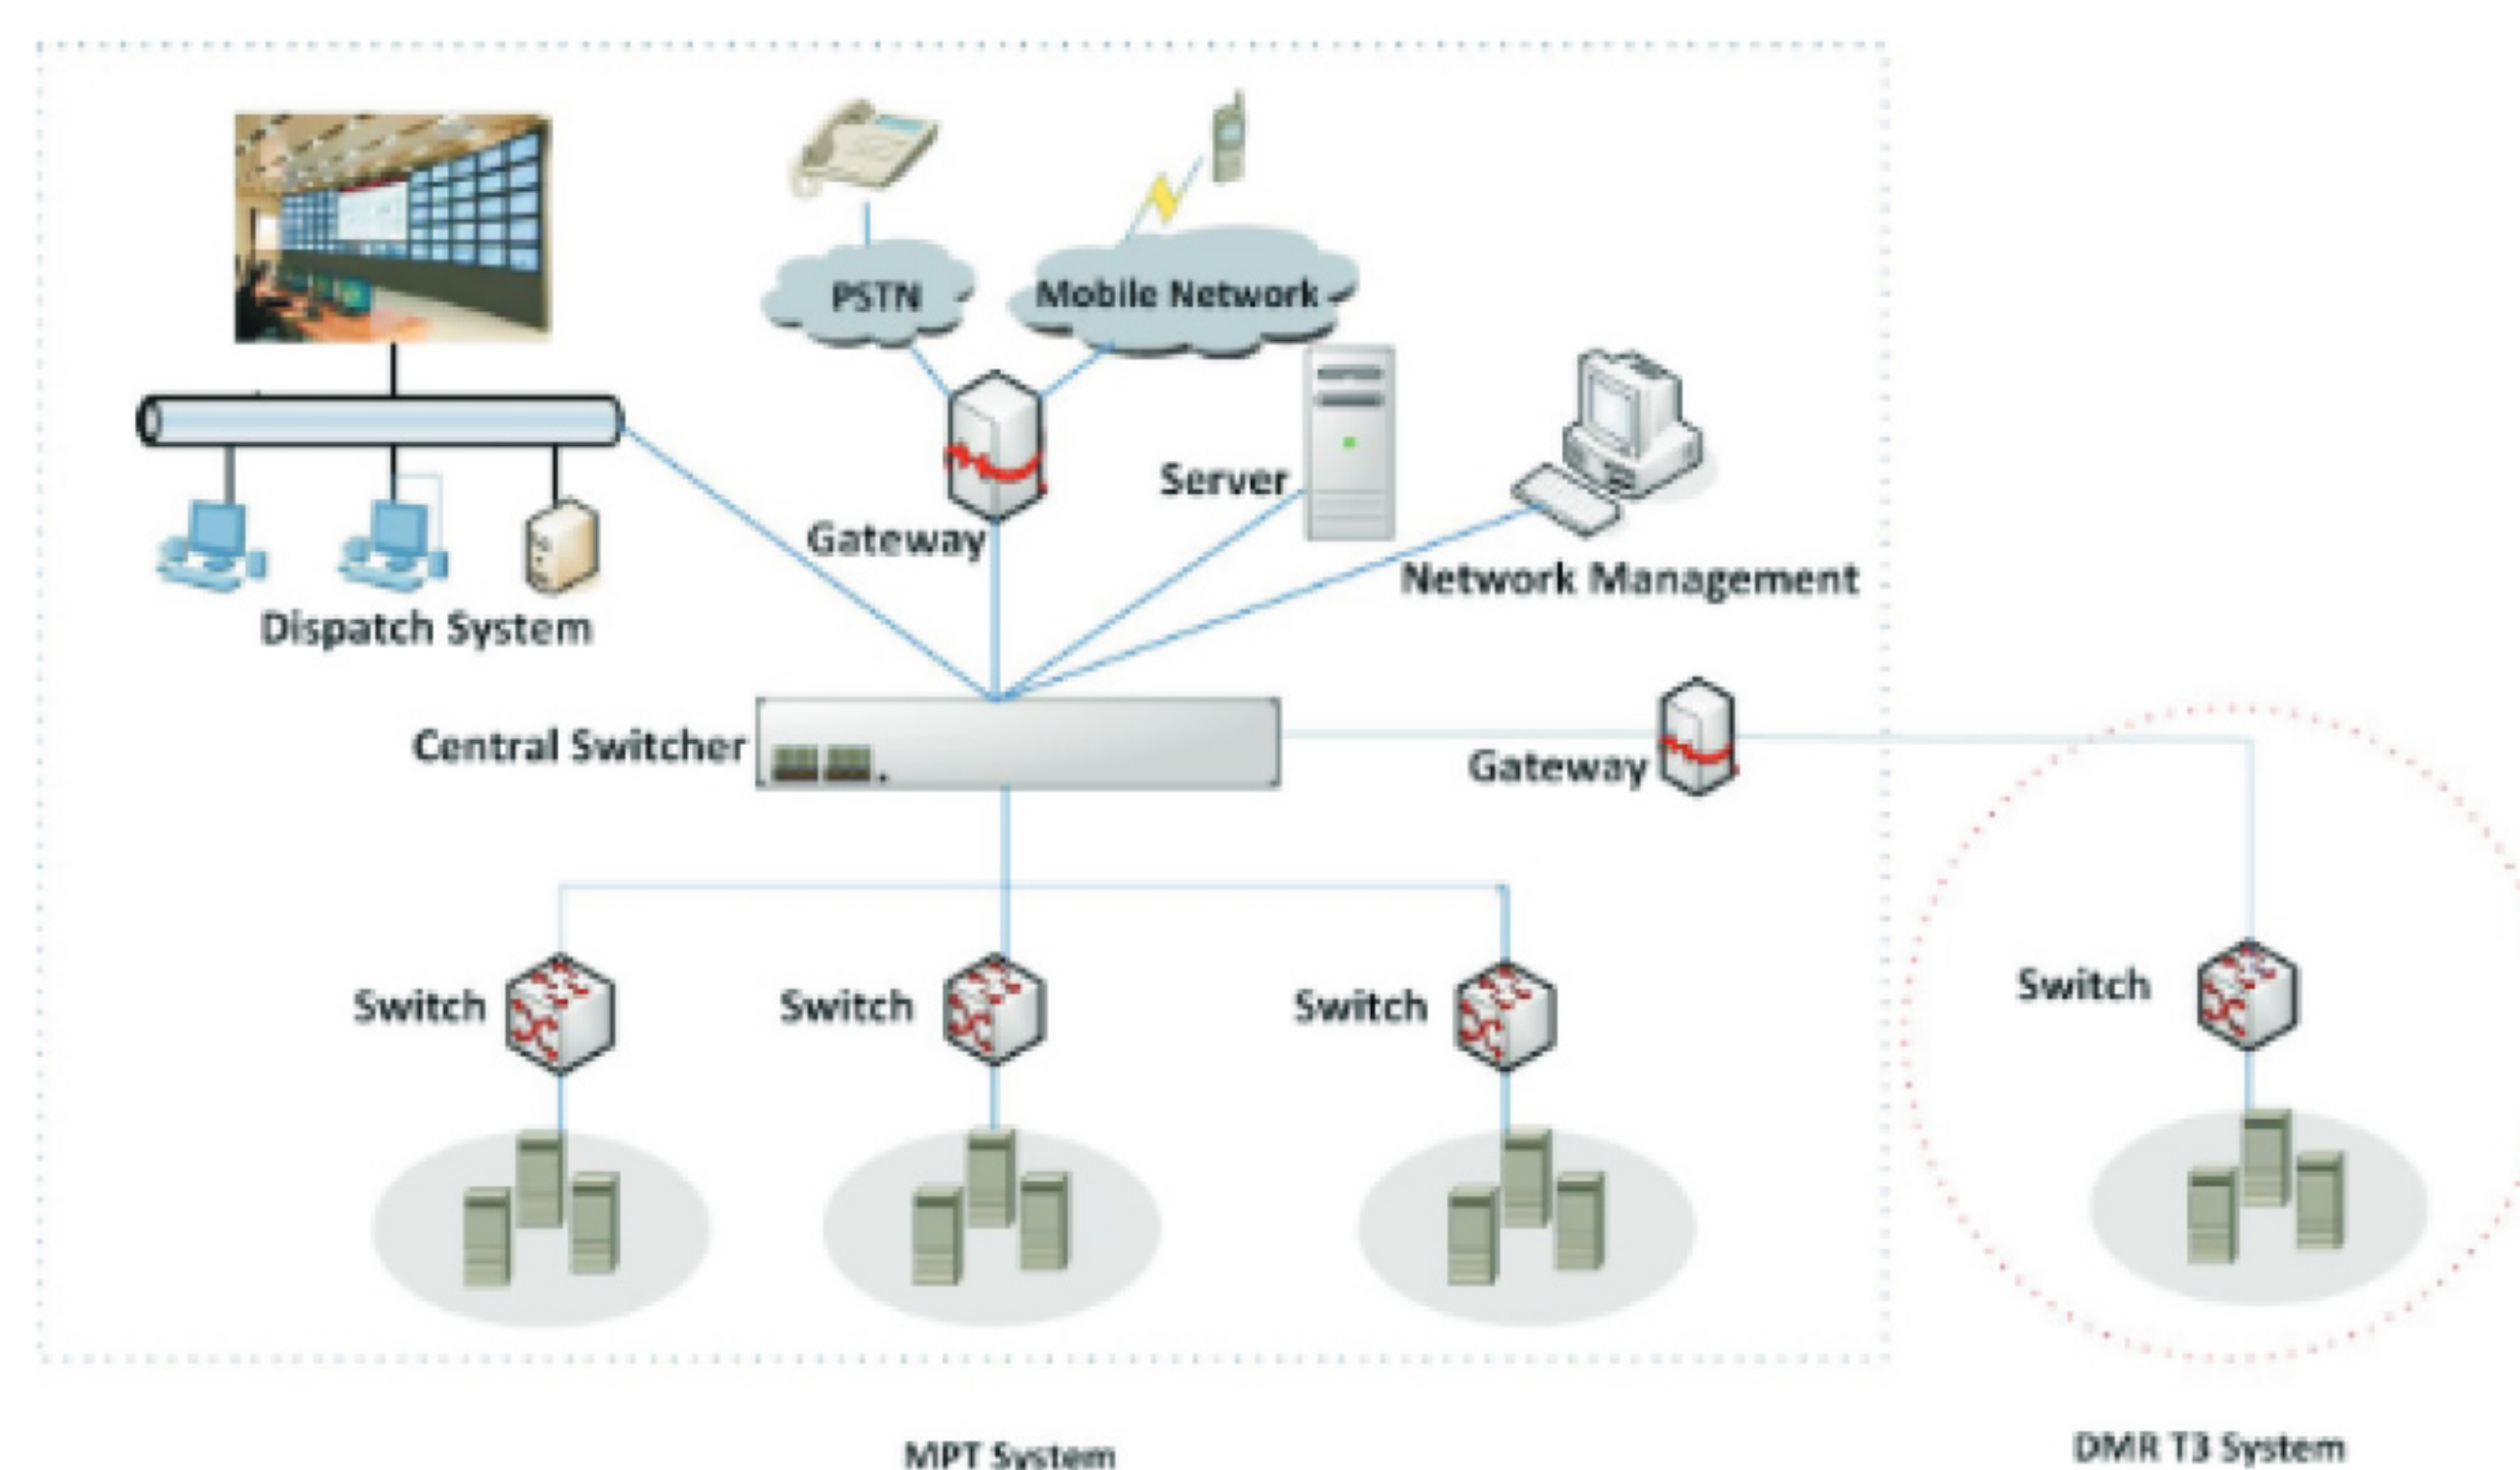 PSTN
Mobile Network
Server
Gateway
Network Management
Dispatch System
Central Switcher
Gateway
Switch
Switch
Switch
Switch
MPT System
DMR T3 System